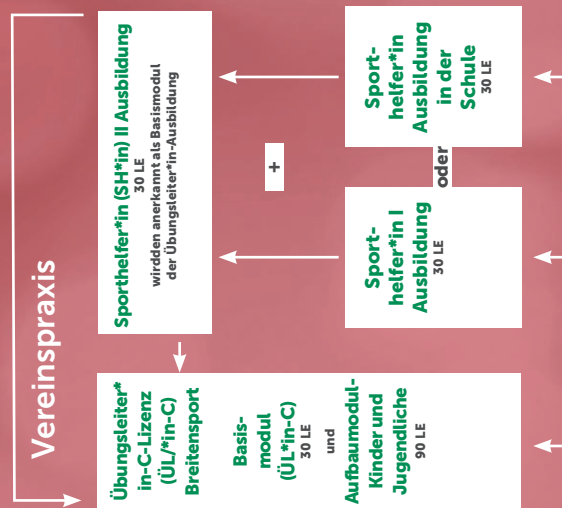 Vereinspraxis
Übungsleiter*
in-C-Lizenz
(ÜL/*in-C)
Breitensport
Basis-
modul
(ÜL*in-C)
30 LE
und
Aufbaumodul-
Kinder und
Jugendliche
90 LE
Sporthelfer*in (SH*in) II Ausbildung
30 LE
wirdden anerkannt als Basismodul
der Übungsleiter*in-Ausbildung
+
Sport-
helfer*in I
Ausbildung
30 LE
oder
Sport-
helfer*in
Ausbildung
in der
Schule
30 LE